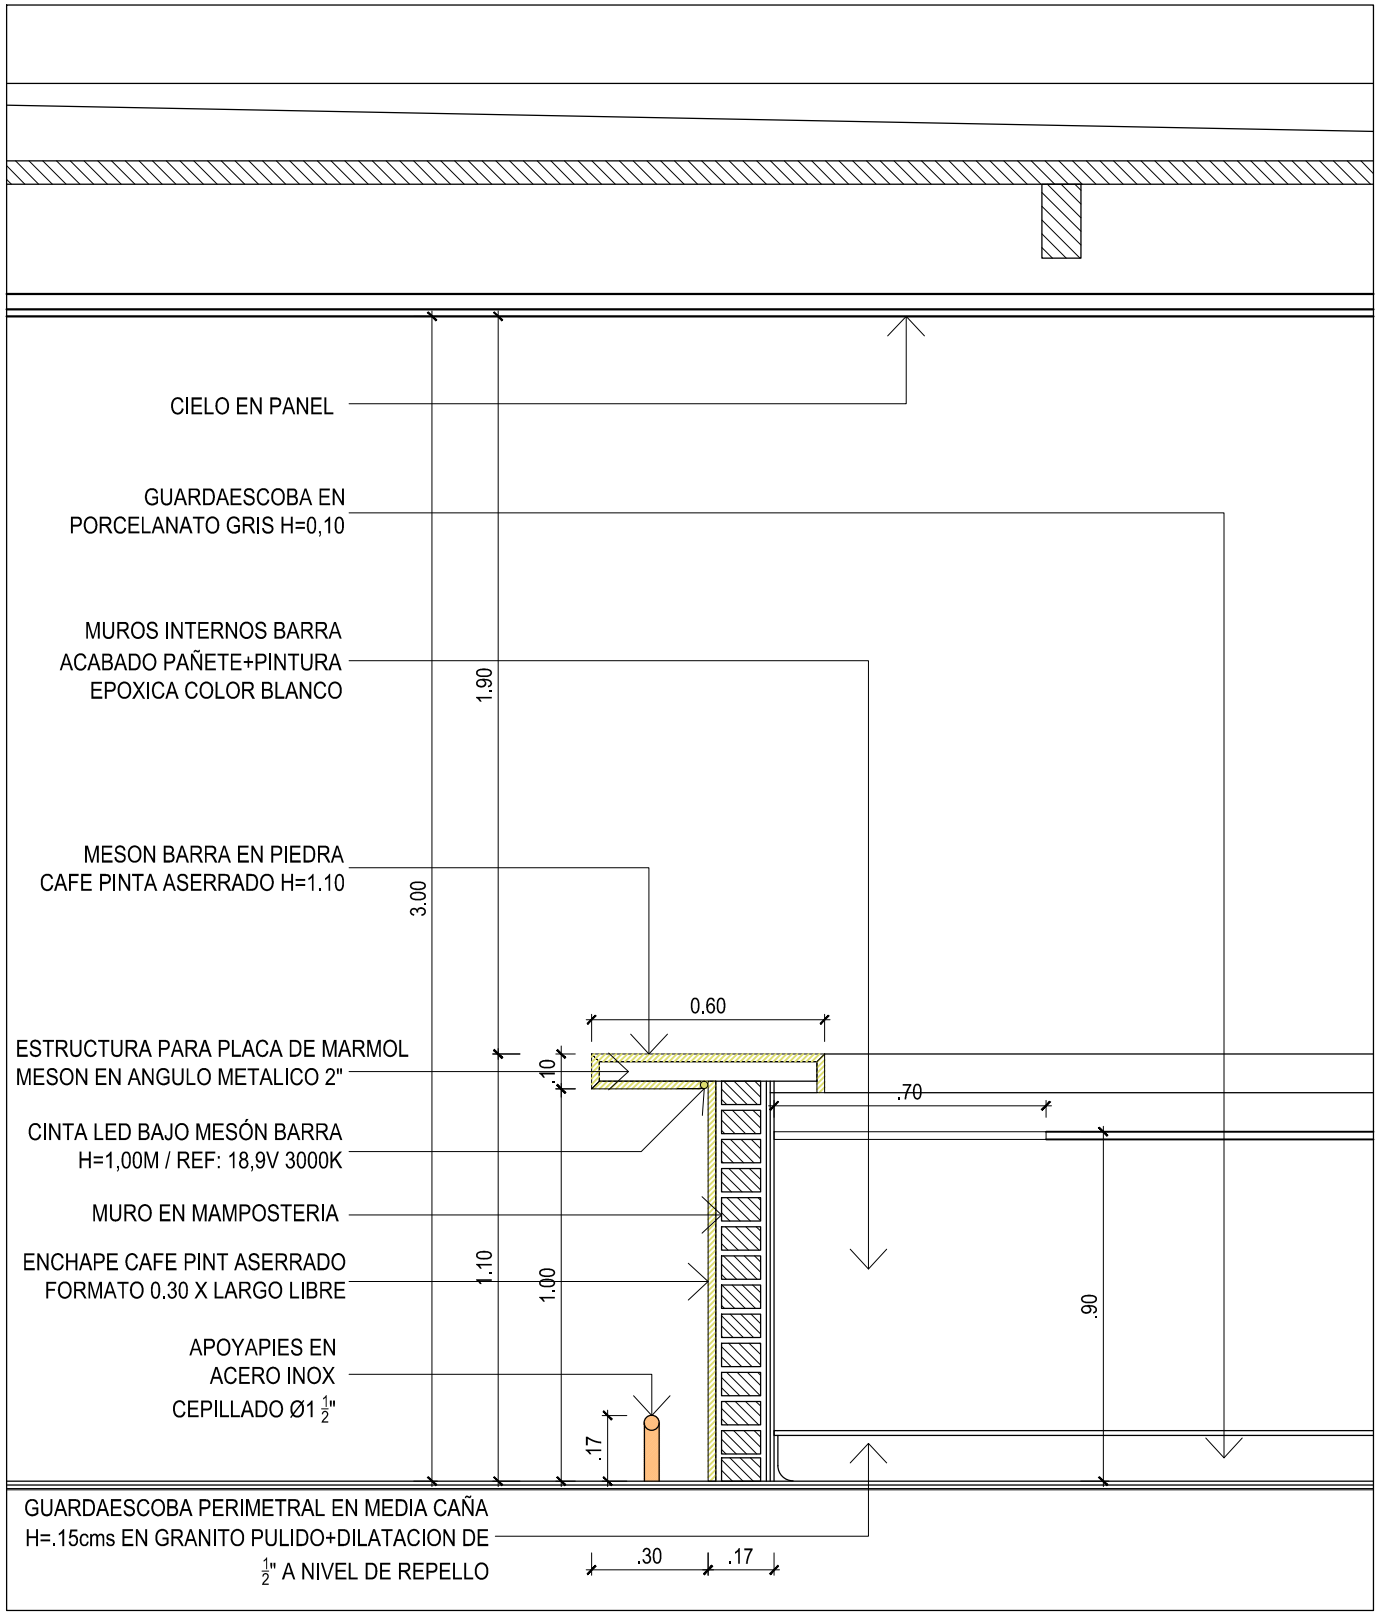 CIELO EN PANEL
GUARDAESCOBA EN
PORCELANATO GRIS H=0,10
MUROS INTERNOS BARRA
ACABADO PAÑETE+PINTURA
EPOXICA COLOR BLANCO
1.90
MESON BARRA EN PIEDRA
CAFE PINTA ASERRADO H=1.10
3.00
0.60
ESTRUCTURA PARA PLACA DE MARMOL
MESON EN ANGULO METALICO 2"
.10
.70
CINTA LED BAJO MESÓN BARRA
H=1,00M / REF: 18,9V 3000K
MURO EN MAMPOSTERIA
ENCHAPE CAFE PINT ASERRADO
FORMATO 0.30 X LARGO LIBRE
1.10
1.00
.90
APOYAPIES EN
ACERO INOX
CEPILLADO Ø1 1/2"
.17
GUARDAESCOBA PERIMETRAL EN MEDIA CAÑA
H=.15cms EN GRANITO PULIDO+DILATACION DE
1/2" A NIVEL DE REPELLO
.30
.17